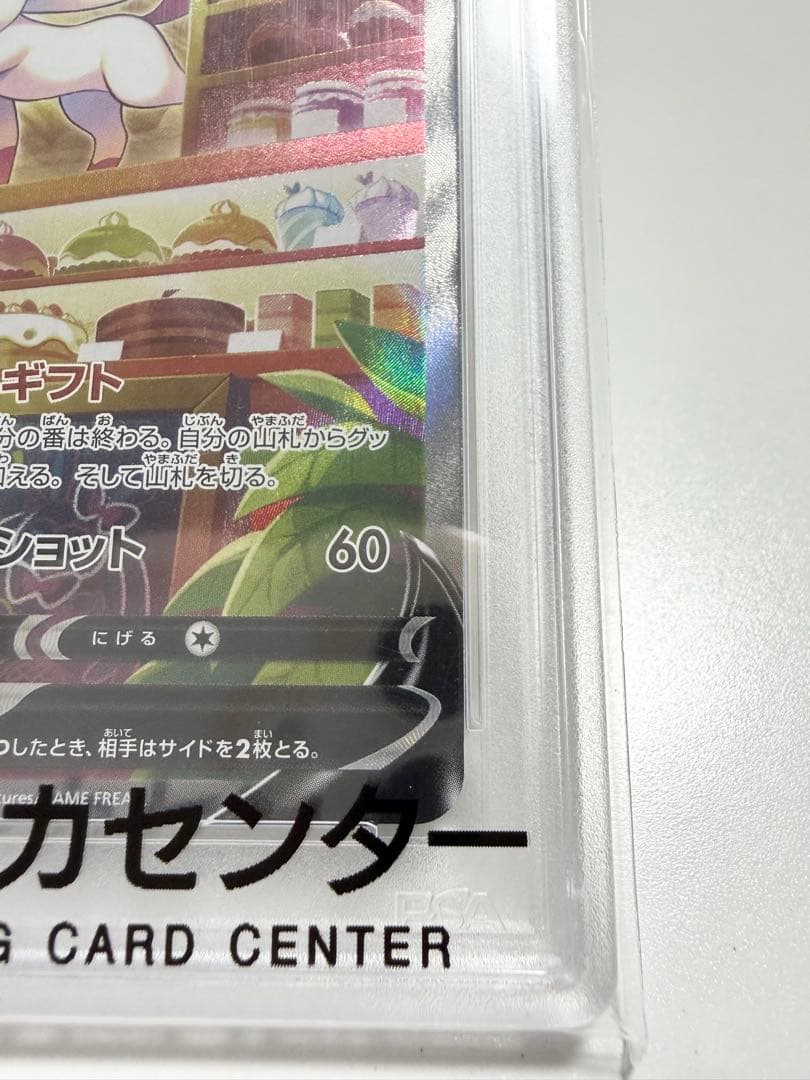 ギフト
分の番は終わる。自分の山札からグッ
加える。そして山札を切る。
ショット 60
にげる
したとき、相手はサイドを2枚とる。
GAME FREAK
カセンター
PSA
G CARD CENTER